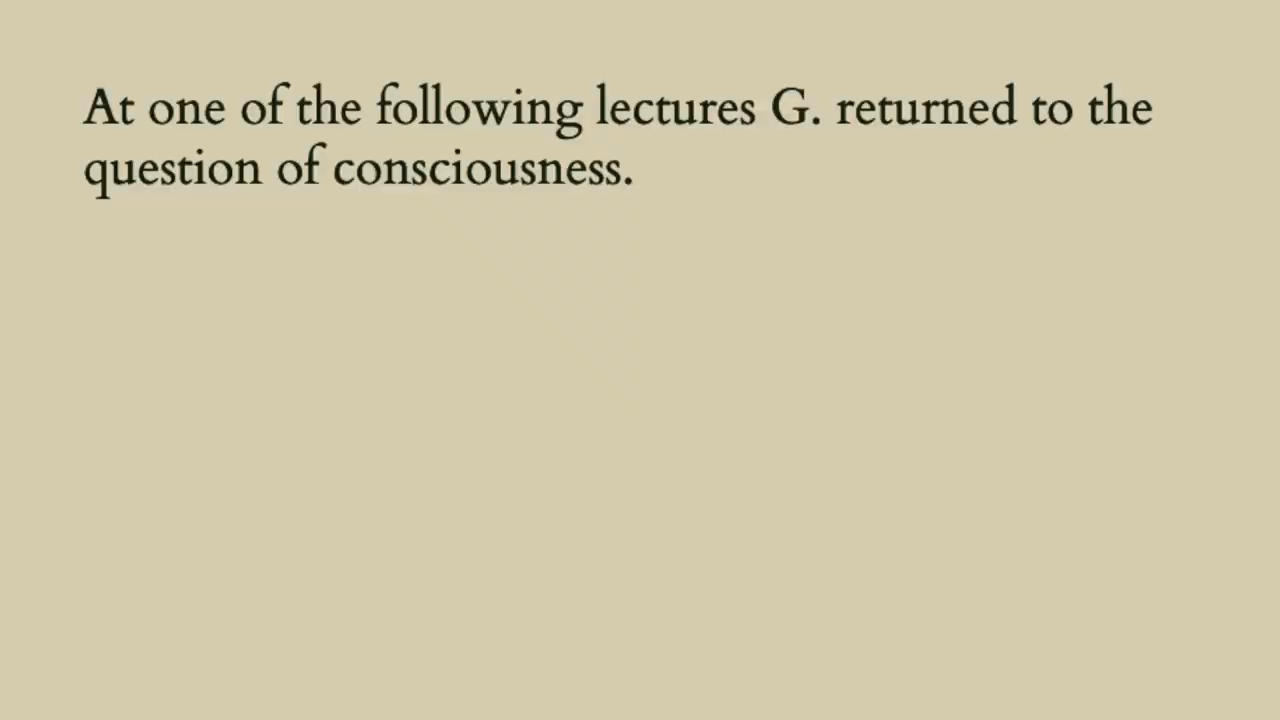 At one of the following lectures G. returned to the
question of consciousness.